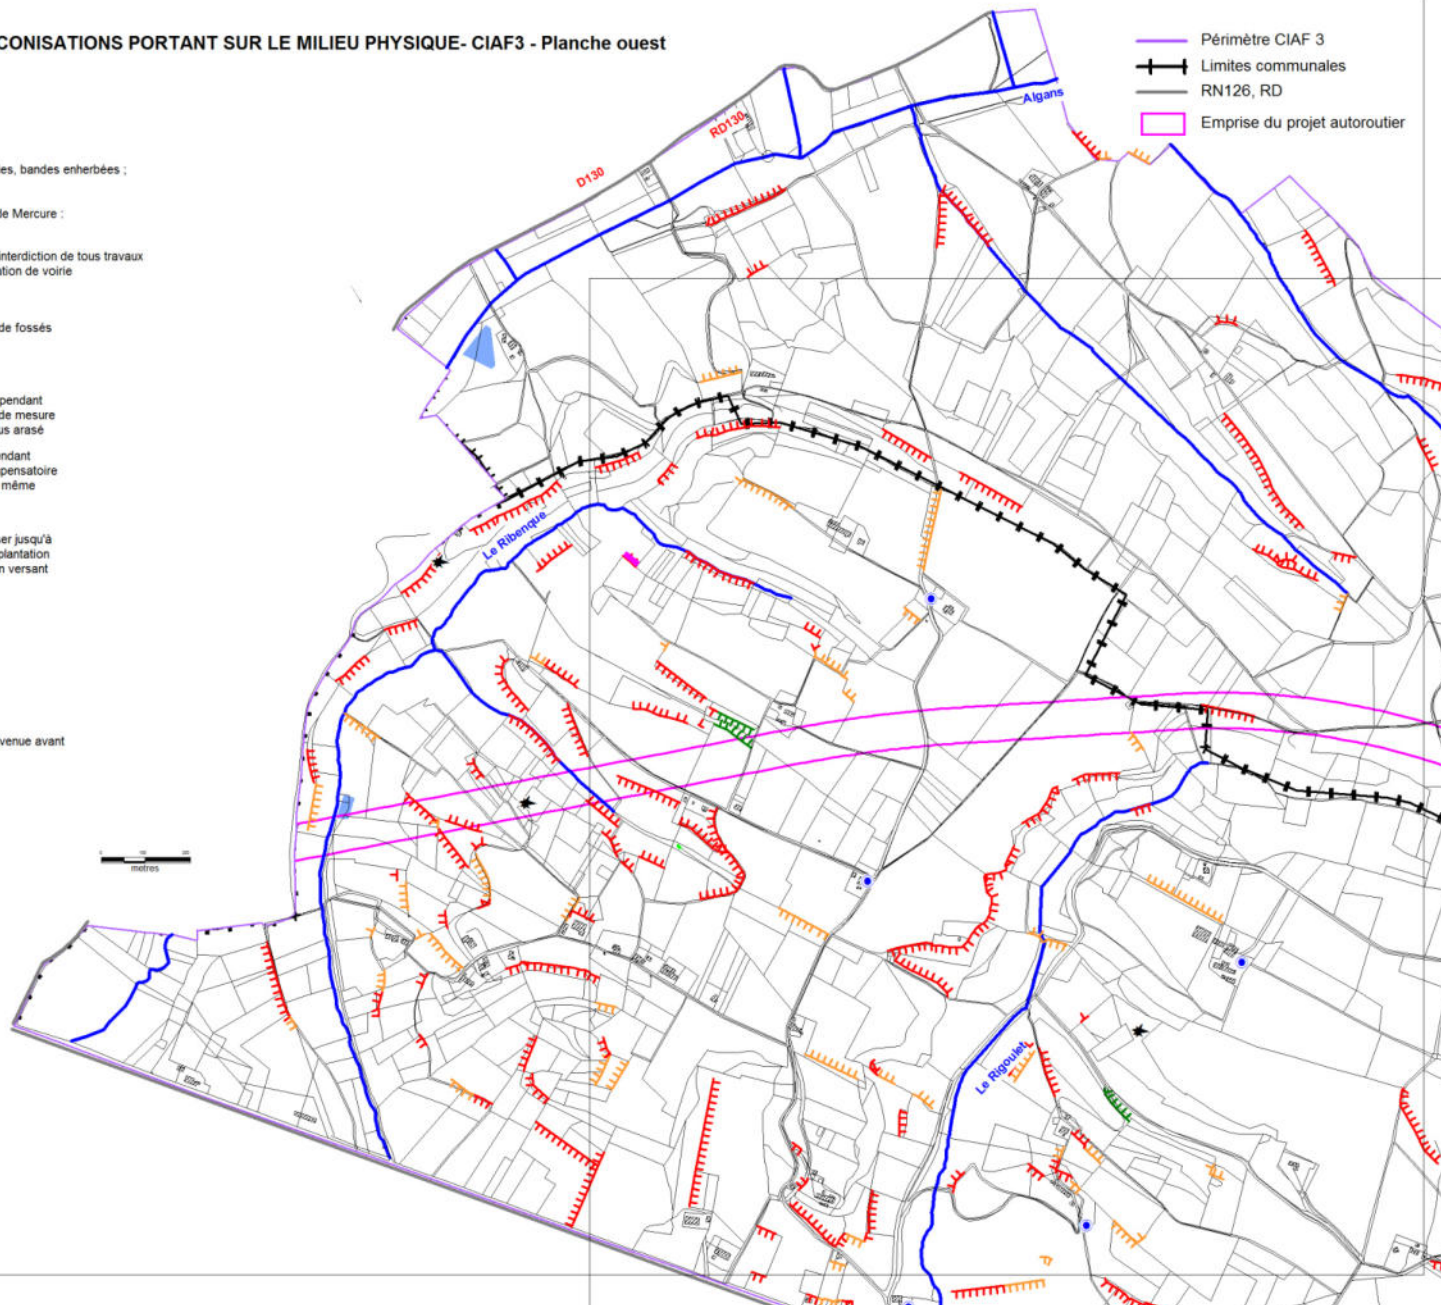 CONISATIONS PORTANT SUR LE MILIEU PHYSIQUE- CIAF3 - Planche ouest
Périmètre CIAF 3
Limites communales
RN126, RD
Emprise du projet autoroutier
Algans
RD130
D130
es, bandes enherbées ;
de Mercure :
interdiction de tous travaux
ition de voirie
de fossés
pendant
de mesure
us arasé
ndant
pensatoire
même
er jusqu'à
plantation
n versant
Le Ribenque
venue avant
metres
Le Rigoulet